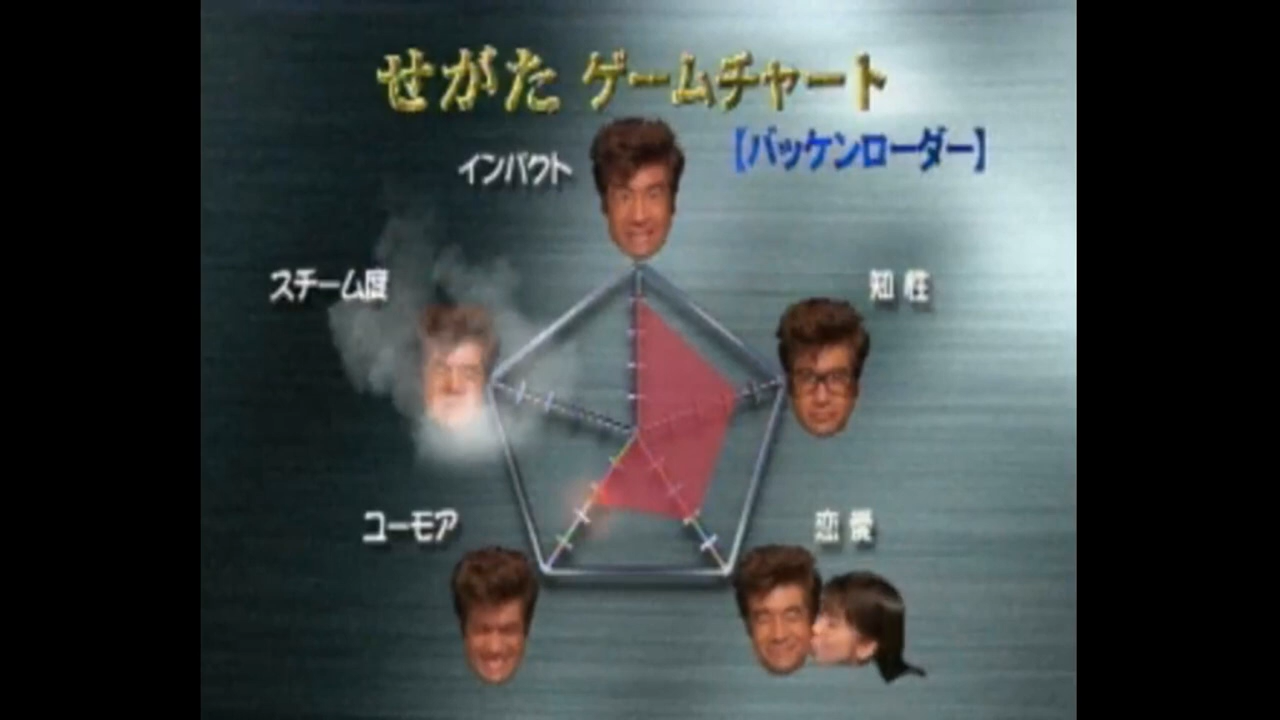 せがた ゲームチャート
【バッケンローダー】
インパクト
スチーム度
知性
ユーモア
恋愛